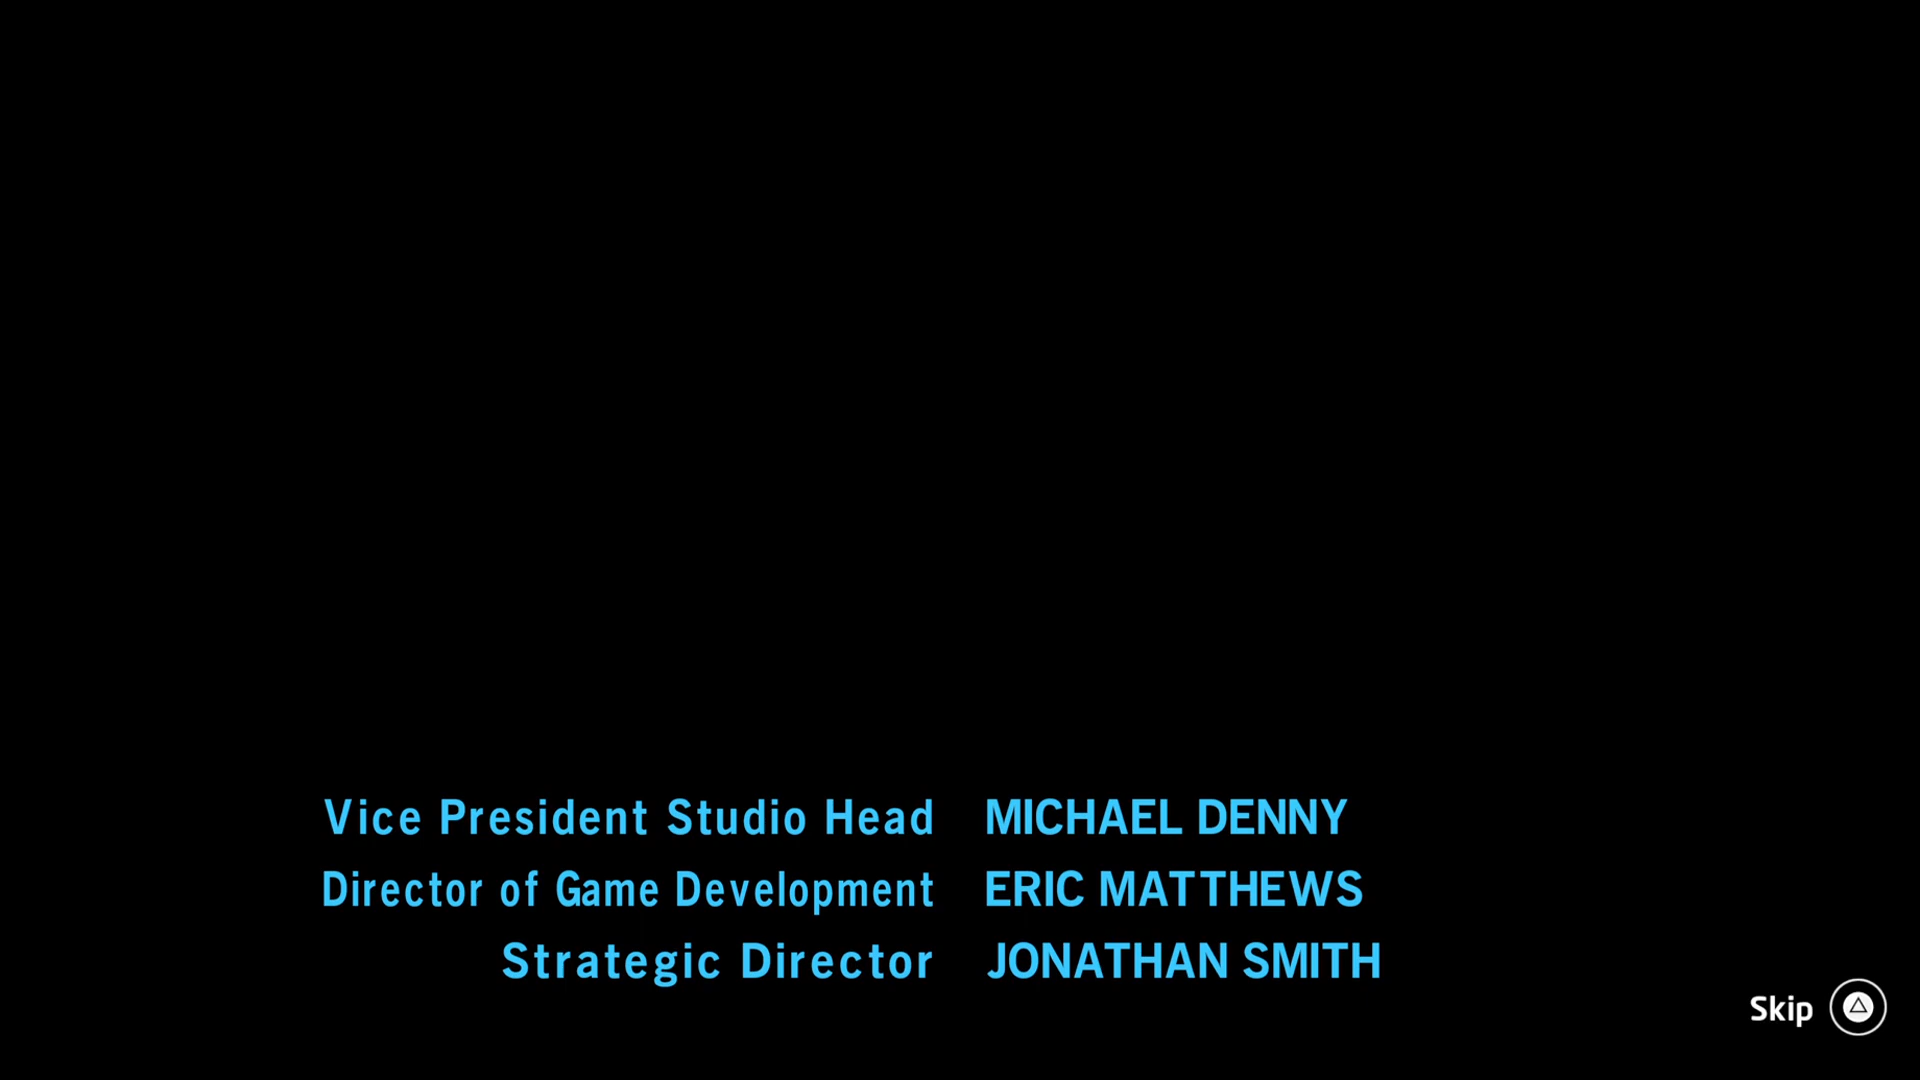 Vice President Studio Head MICHAEL DENNY
Director of Game Development ERIC MATTHEWS
Strategic Director JONATHAN SMITH
Skip